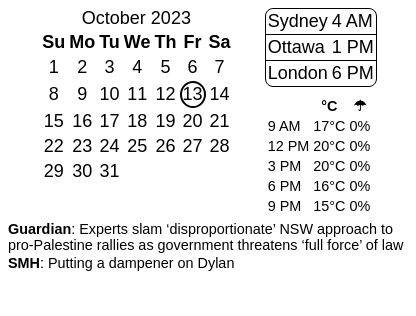 October 2023
Su Mo Tu We Th Fr Sa
1 2 3 4 5 6 7
8 9 10 11 12 13 14
15 16 17 18 19 20 21
22 23 24 25 26 27 28
29 30 31
Sydney 4 AM
Ottawa 1 PM
London 6 PM
°C ☂
9 AM 17°C 0%
12 PM 20°C 0%
3 PM 20°C 0%
6 PM 16°C 0%
9 PM 15°C 0%
Guardian: Experts slam ‘disproportionate’ NSW approach to
pro-Palestine rallies as government threatens ‘full force’ of law
SMH: Putting a dampener on Dylan